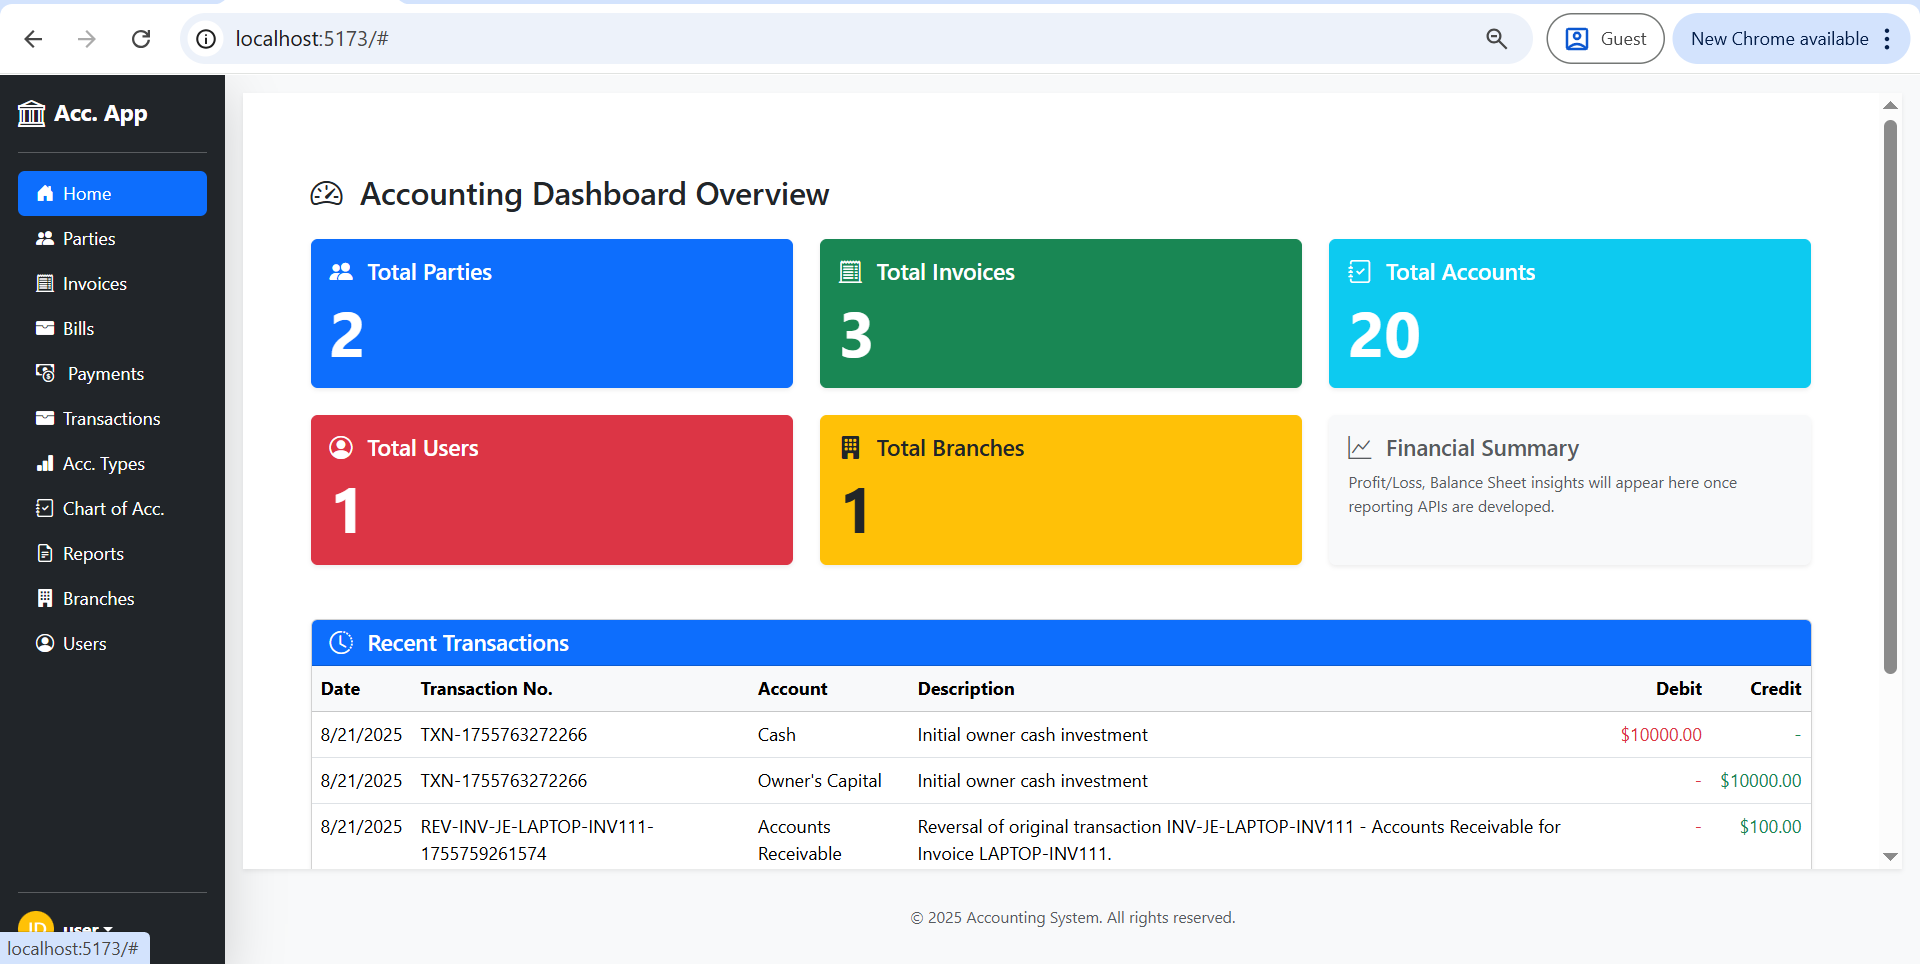 localhost:5173/#
Guest
New Chrome available
Acc. App
Home
Parties
Invoices
Bills
Payments
Transactions
Acc. Types
Chart of Acc.
Reports
Branches
Users
user
localhost:5173/#
Accounting Dashboard Overview
Total Parties
2
Total Invoices
3
Total Accounts
20
Total Users
1
Total Branches
1
Financial Summary
Profit/Loss, Balance Sheet insights will appear here once
reporting APIs are developed.
Recent Transactions
Date Transaction No. Account Description Debit Credit
8/21/2025 TXN-1755763272266 Cash Initial owner cash investment $10000.00 -
8/21/2025 TXN-1755763272266 Owner's Capital Initial owner cash investment - $10000.00
8/21/2025 REV-INV-JE-LAPTOP-INV111- Accounts Reversal of original transaction INV-JE-LAPTOP-INV111 - Accounts Receivable for - $100.00
1755759261574 Receivable Invoice LAPTOP-INV111.
© 2025 Accounting System. All rights reserved.